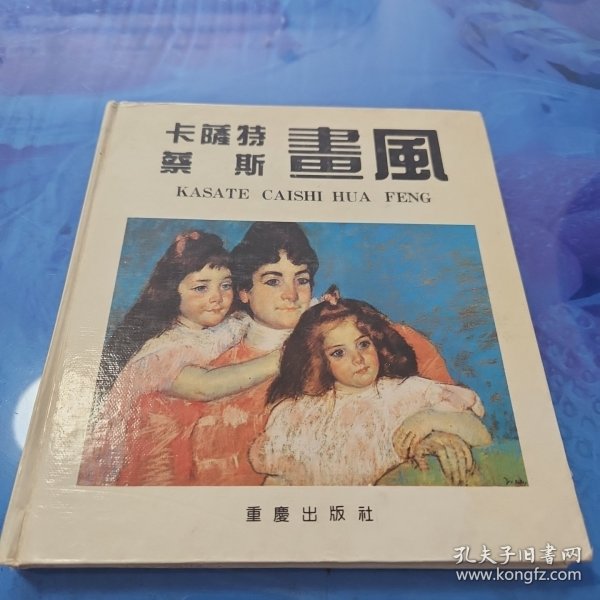 卡薩特
蔡斯
畫風
KASATE CAISHI HUA FENG
重慶出版社
孔夫子旧書网
www.kongfz.com